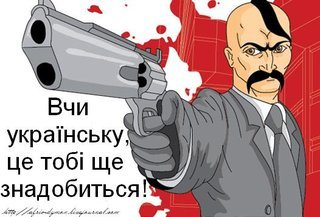 Вчи
українську,
це тобі ще
знадобиться!